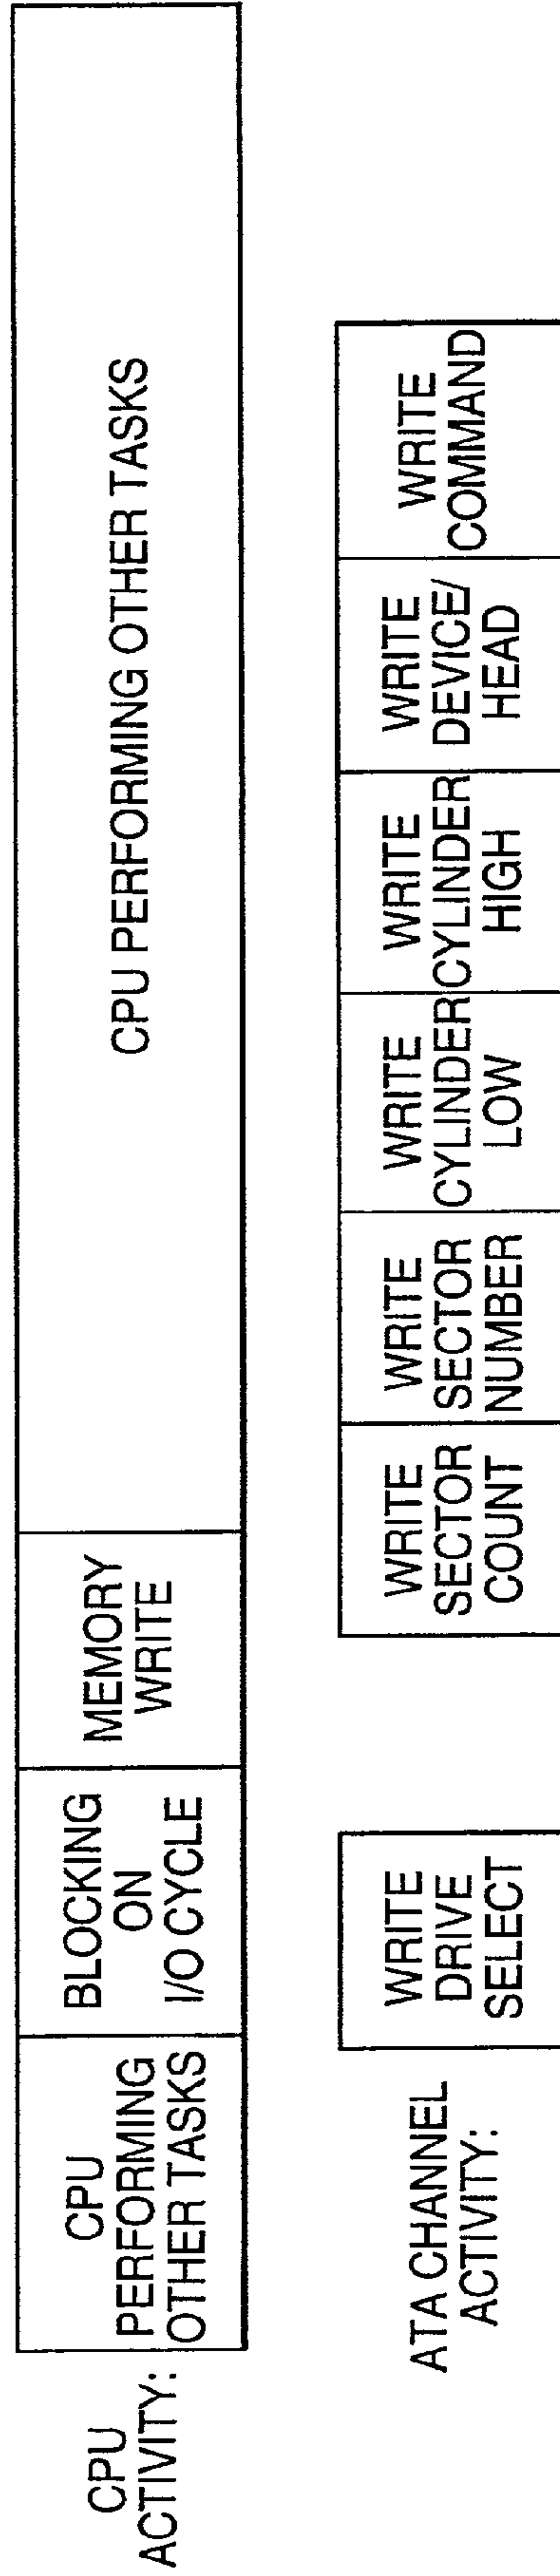 CPU
ACTIVITY:
CPU
PERFORMING
OTHER TASKS
BLOCKING
ON
I/O CYCLE
MEMORY
WRITE
CPU PERFORMING OTHER TASKS
ATA CHANNEL
ACTIVITY:
WRITE
DRIVE
SELECT
WRITE
SECTOR
COUNT
WRITE
SECTOR
NUMBER
WRITE
CYLINDER
LOW
WRITE
CYLINDER
HIGH
WRITE
DEVICE/
HEAD
WRITE
COMMAND